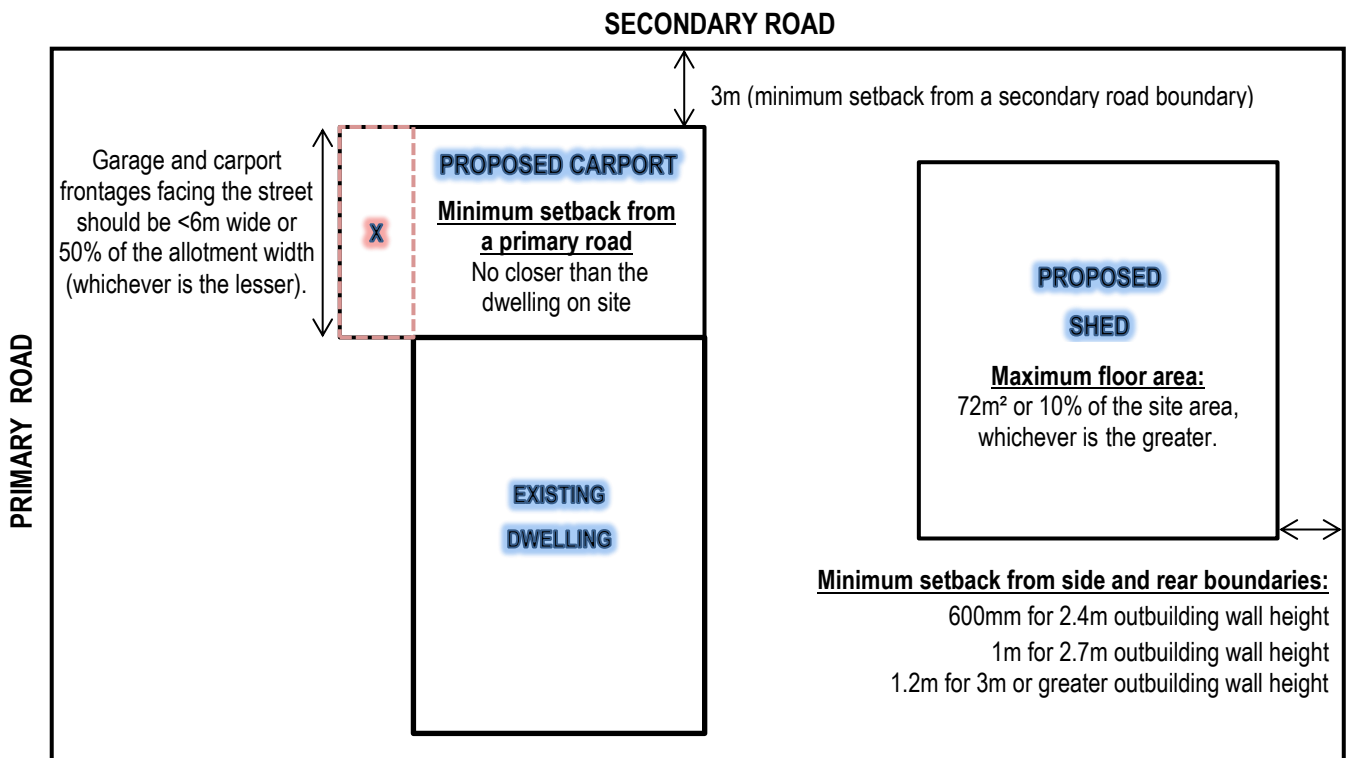 SECONDARY ROAD
3m (minimum setback from a secondary road boundary)
Garage and carport
frontages facing the street
should be <6m wide or
50% of the allotment width
(whichever is the lesser).
X
PROPOSED CARPORT
Minimum setback from
a primary road
No closer than the
dwelling on site
PROPOSED
SHED
Maximum floor area:
72m² or 10% of the site area,
whichever is the greater.
PRIMARY ROAD
EXISTING
DWELLING
Minimum setback from side and rear boundaries:
600mm for 2.4m outbuilding wall height
1m for 2.7m outbuilding wall height
1.2m for 3m or greater outbuilding wall height